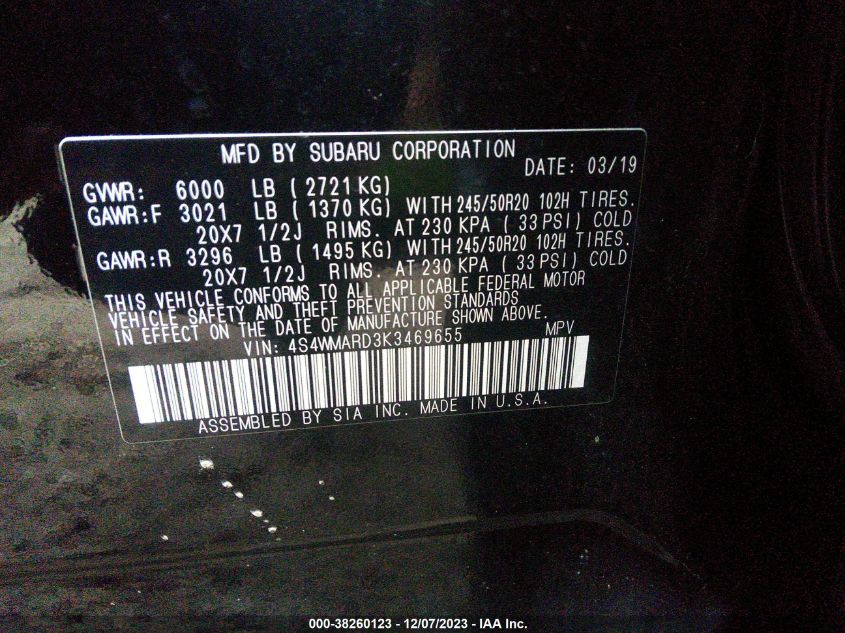 MFD BY SUBARU CORPORATION
DATE: 03/19
GVWR: 6000 LB ( 2721 KG)
GAWR:F 3021 LB ( 1370 KG) WITH 245/50R20 102H TIRES.
20X7 1/2J RIMS. AT 230 KPA ( 33 PSI) COLD
GAWR:R 3296 LB ( 1495 KG) WITH 245/50R20 102H TIRES.
20X7 1/2J RIMS. AT 230 KPA ( 33 PSI) COLD
THIS VEHICLE CONFORMS TO ALL APPLICABLE FEDERAL MOTOR
VEHICLE SAFETY AND THEFT PREVENTION STANDARDS
IN EFFECT ON THE DATE OF MANUFACTURE SHOWN ABOVE.
VIN: 4S4WMARD3K3469655 MPV
ASSEMBLED BY SIA INC. MADE IN U.S.A.
000-38260123 - 12/07/2023 - IAA Inc.